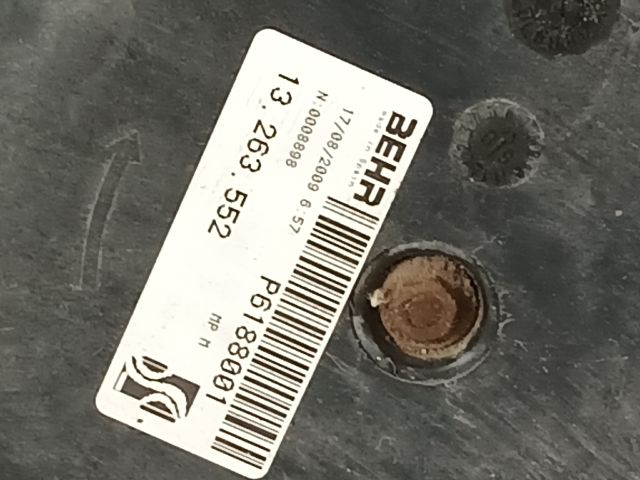 BEHR
made in Spain
17/08/2009 6:57
N:0008898
13.263.552
P6188001
MP M